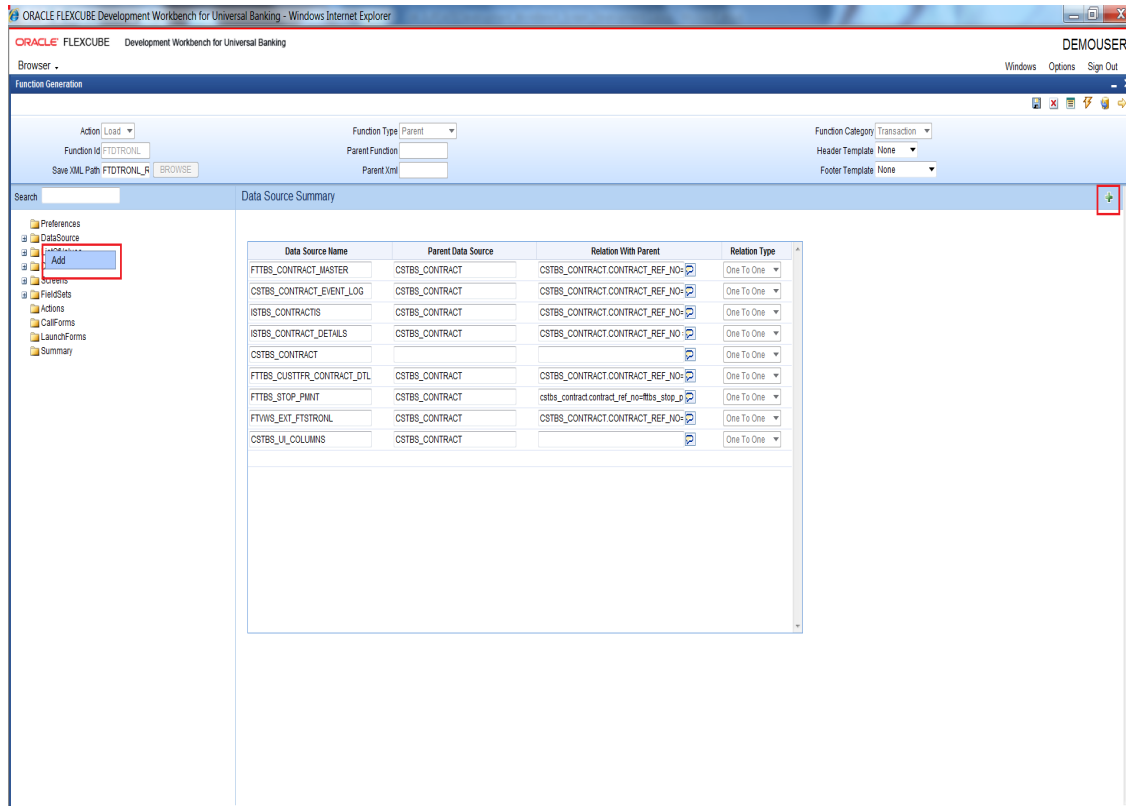 ORACLE FLEXCUBE Development Workbench for Universal Banking - Windows Internet Explorer
ORACLE FLEXCUBE Development Workbench for Universal Banking
DEMOUSER
Browser
Windows Options Sign Out
Function Generation
Action Load
Function Type Parent
Function Category Transaction
Function Id FTDTRONL
Parent Function
Header Template None
Save XML Path FTDTRONL_R BROWSE
Parent Xml
Footer Template None
Search
Data Source Summary
Preferences
DataSource
Add
Screens
FieldSets
Actions
CallForms
LaunchForms
Summary
Data Source Name Parent Data Source Relation With Parent Relation Type
FTTBS_CONTRACT_MASTER CSTBS_CONTRACT CSTBS_CONTRACT.CONTRACT_REF_NO= One To One
CSTBS_CONTRACT_EVENT_LOG CSTBS_CONTRACT CSTBS_CONTRACT.CONTRACT_REF_NO= One To One
ISTBS_CONTRACTIS CSTBS_CONTRACT CSTBS_CONTRACT.CONTRACT_REF_NO= One To One
ISTBS_CONTRACT_DETAILS CSTBS_CONTRACT CSTBS_CONTRACT.CONTRACT_REF_NO= One To One
CSTBS_CONTRACT One To One
FTTBS_CUSTTFR_CONTRACT_DTL CSTBS_CONTRACT CSTBS_CONTRACT.CONTRACT_REF_NO= One To One
FTTBS_STOP_PMNT CSTBS_CONTRACT cstbs_contract.contract_ref_no=fttbs_stop_p One To One
FTVWS_EXT_FTSTRONL CSTBS_CONTRACT CSTBS_CONTRACT.CONTRACT_REF_NO= One To One
CSTBS_UI_COLUMNS CSTBS_CONTRACT One To One